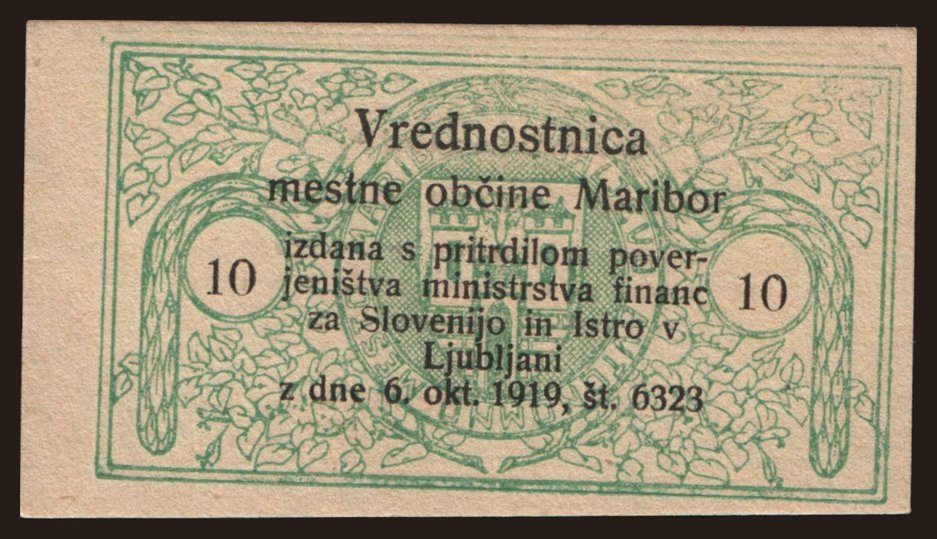 Vrednostnica
mestne občine Maribor
izdana s pritrdilom pover-
10 jeništva ministrstva financ 10
za Slovenijo in Istro v
Ljubljani
z dne 6. okt. 1919, št. 6323